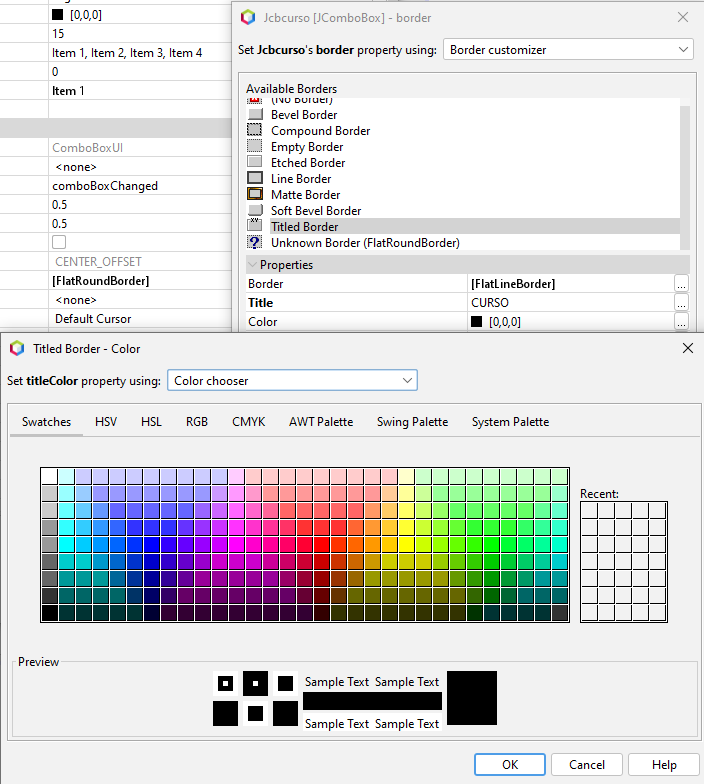 [0,0,0]
15
Item 1, Item 2, Item 3, Item 4
0
Item 1
ComboBoxUI
<none>
comboBoxChanged
0.5
0.5
CENTER_OFFSET
[FlatRoundBorder]
<none>
Default Cursor
Jcbcurso [JComboBox] - border
Set Jcbcurso's border property using: Border customizer
Available Borders
(No Border)
Bevel Border
Compound Border
Empty Border
Etched Border
Line Border
Matte Border
Soft Bevel Border
XY Titled Border
? Unknown Border (FlatRoundBorder)
Properties
Border [FlatLineBorder] ...
Title CURSO ...
Color [0,0,0] ...
Titled Border - Color
Set titleColor property using: Color chooser
Swatches HSV HSL RGB CMYK AWT Palette Swing Palette System Palette
Recent:
Preview
Sample Text Sample Text
Sample Text Sample Text
OK Cancel Help